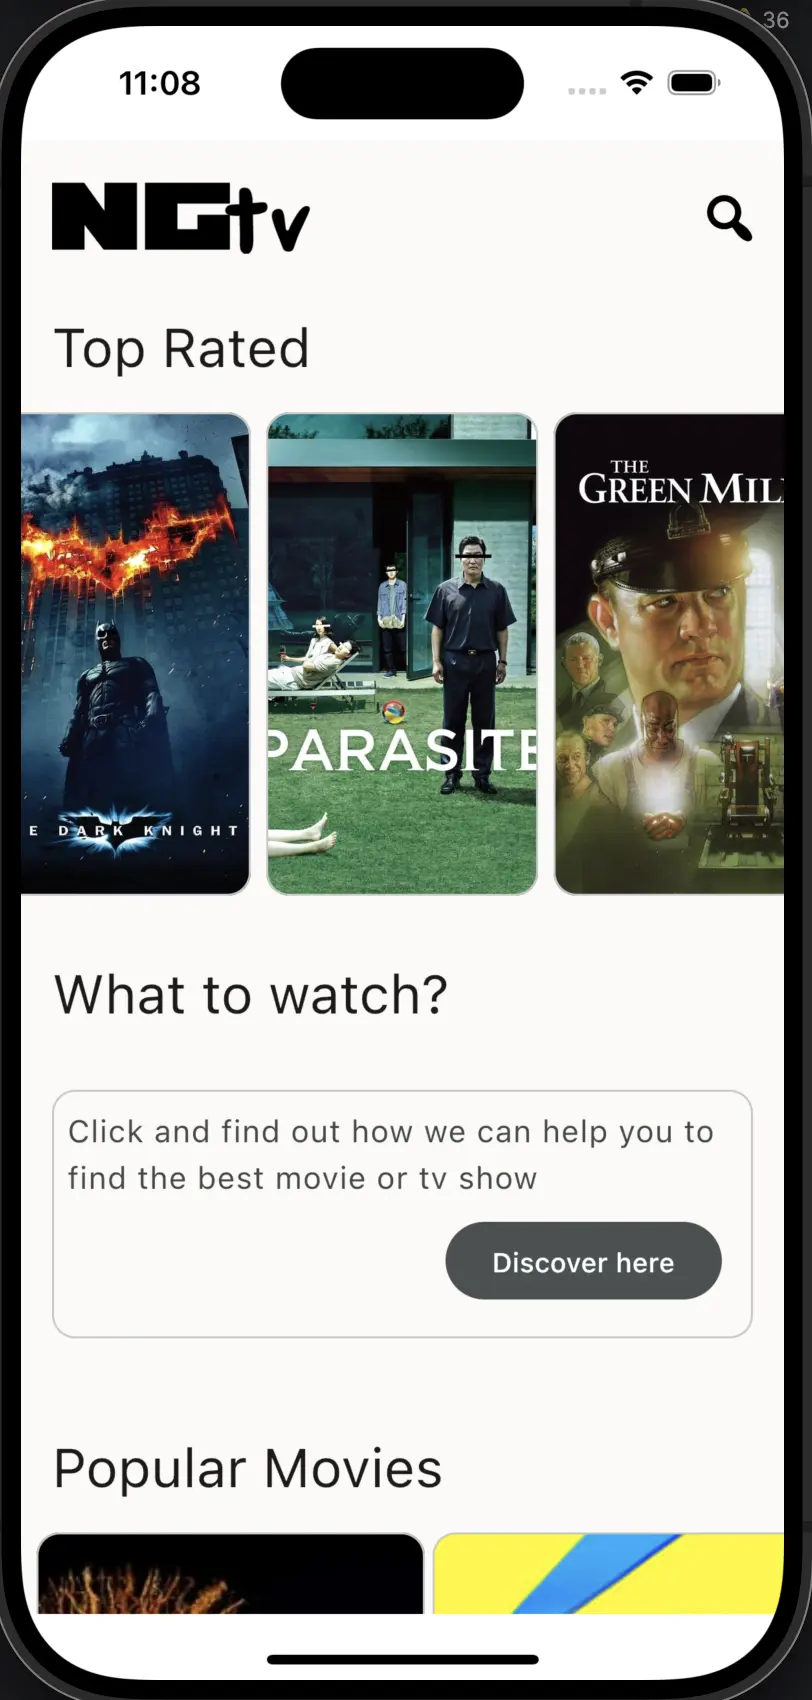 36
11:08
NGtv
Top Rated
E DARK KNIGHT
PARASITE
THE
GREEN MIL
What to watch?
Click and find out how we can help you to
find the best movie or tv show
Discover here
Popular Movies